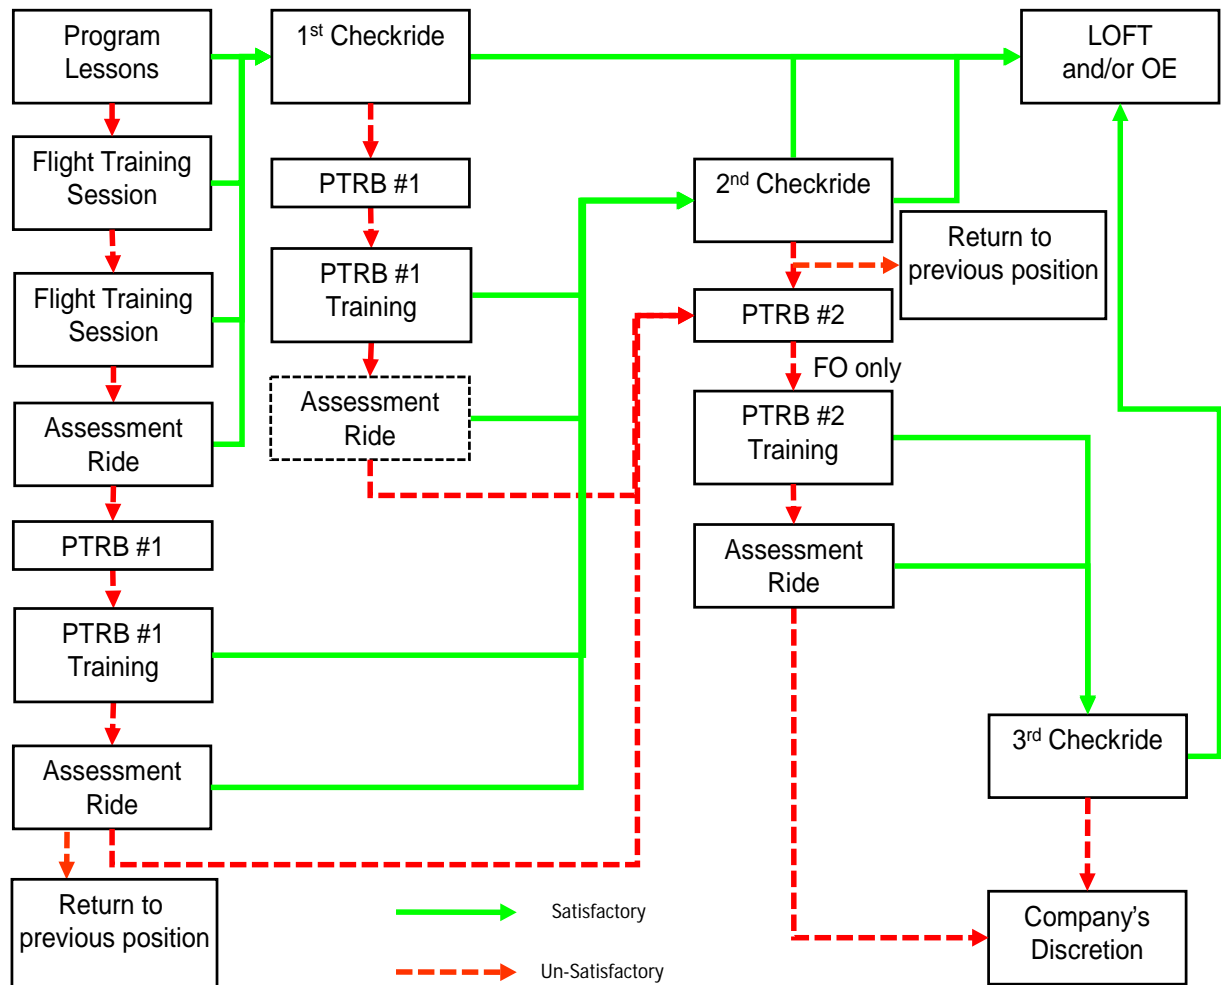 Program
Lessons
Flight Training
Session
Flight Training
Session
Assessment
Ride
PTRB #1
PTRB #1
Training
Assessment
Ride
Return to
previous position
1st Checkride
PTRB #1
PTRB #1
Training
Assessment
Ride
2nd Checkride
Return to
previous position
PTRB #2
FO only
PTRB #2
Training
Assessment
Ride
LOFT
and/or OE
3rd Checkride
Company's
Discretion
Satisfactory
Un-Satisfactory